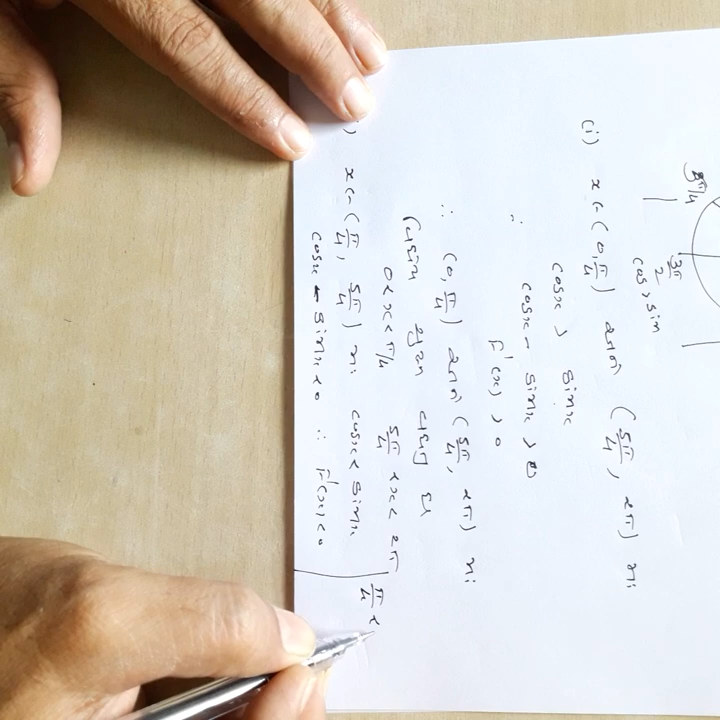 3π/4
3π/2
cos > sin
(i) x ∈ (0, π/4) અને (5π/4, 2π) માં
cosx > sinx
∴ cosx - sinx > 0
F'(x) > 0
∴ (0, π/4) અને (5π/4, 2π) માં
0 < x < π/4 5π/4 < x < 2π
) x ∈ (π/4, 5π/4) માં cosx < sinx
π/4 <
cosx - sinx < 0 ∴ F'(x) < 0